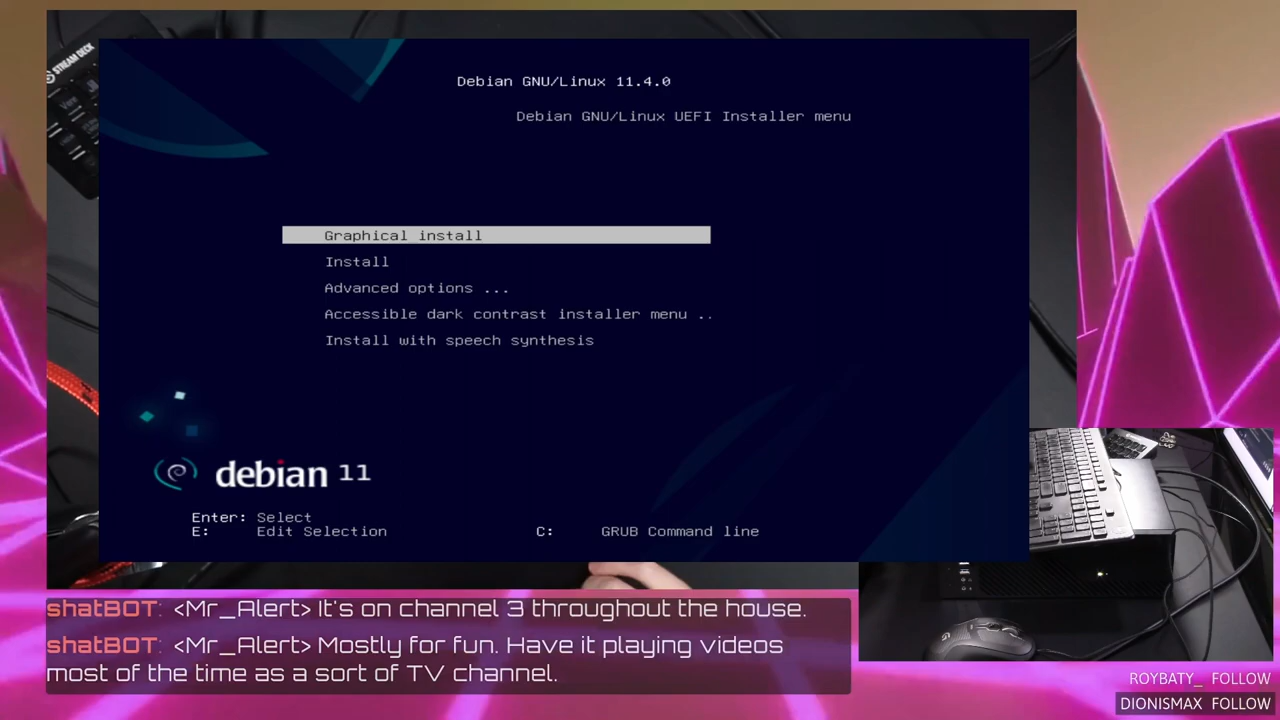 STREAM DECK
Debian GNU/Linux 11.4.0
Debian GNU/Linux UEFI Installer menu
Graphical install
Install
Advanced options ...
Accessible dark contrast installer menu ..
Install with speech synthesis
debian 11
Enter: Select
E: Edit Selection
C: GRUB Command line
shatBOT: <Mr_Alert> It's on channel 3 throughout the house.
shatBOT: <Mr_Alert> Mostly for fun. Have it playing videos
most of the time as a sort of TV channel.
ROYBATY_ FOLLOW
DIONISMAX FOLLOW